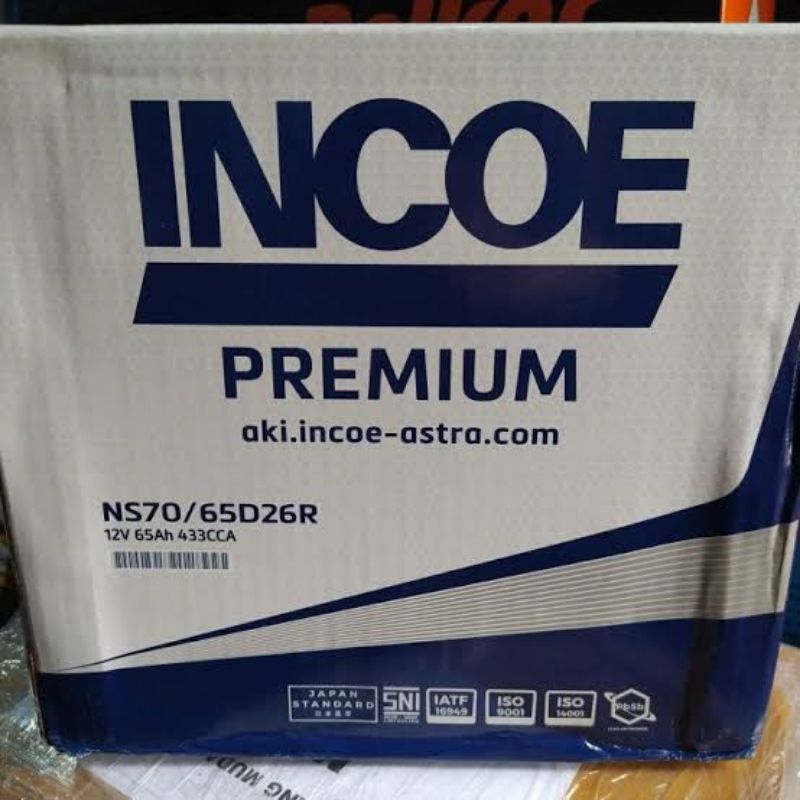 INCOE
PREMIUM
aki.incoe-astra.com
NS70/65D26R
12V 65Ah 433CCA
JAPAN STANDARD
SNI
IATF 16949
ISO 9001
ISO 14001
PbSb